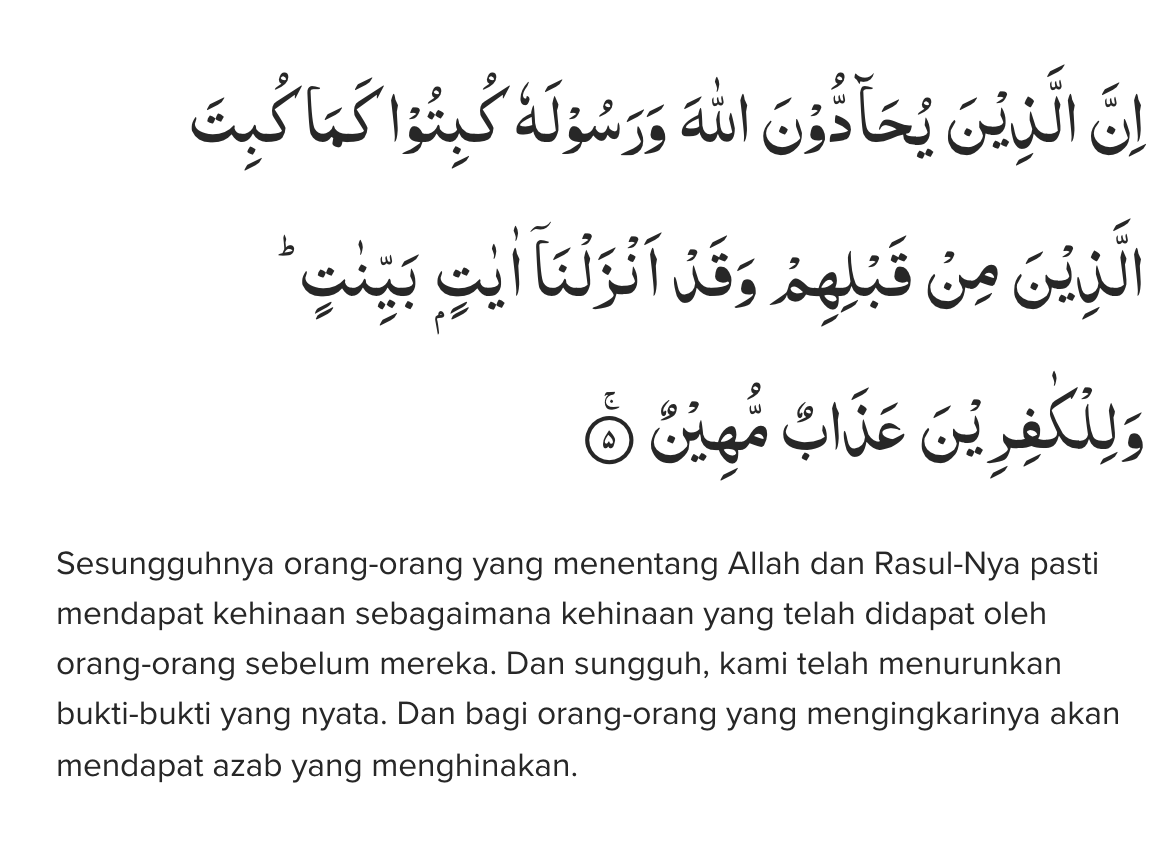 اِنَّ الَّذِيْنَ يُحَاۤدُّوْنَ اللّٰهَ وَرَسُوْلَهٗ كُبِتُوْا كَمَا كُبِتَ
الَّذِيْنَ مِنْ قَبْلِهِمْ وَقَدْ اَنْزَلْنَآ اٰيٰتٍۢ بَيِّنٰتٍۗ
وَلِلْكٰفِرِيْنَ عَذَابٌ مُّهِيْنٌۚ ۵
Sesungguhnya orang-orang yang menentang Allah dan Rasul-Nya pasti
mendapat kehinaan sebagaimana kehinaan yang telah didapat oleh
orang-orang sebelum mereka. Dan sungguh, kami telah menurunkan
bukti-bukti yang nyata. Dan bagi orang-orang yang mengingkarinya akan
mendapat azab yang menghinakan.